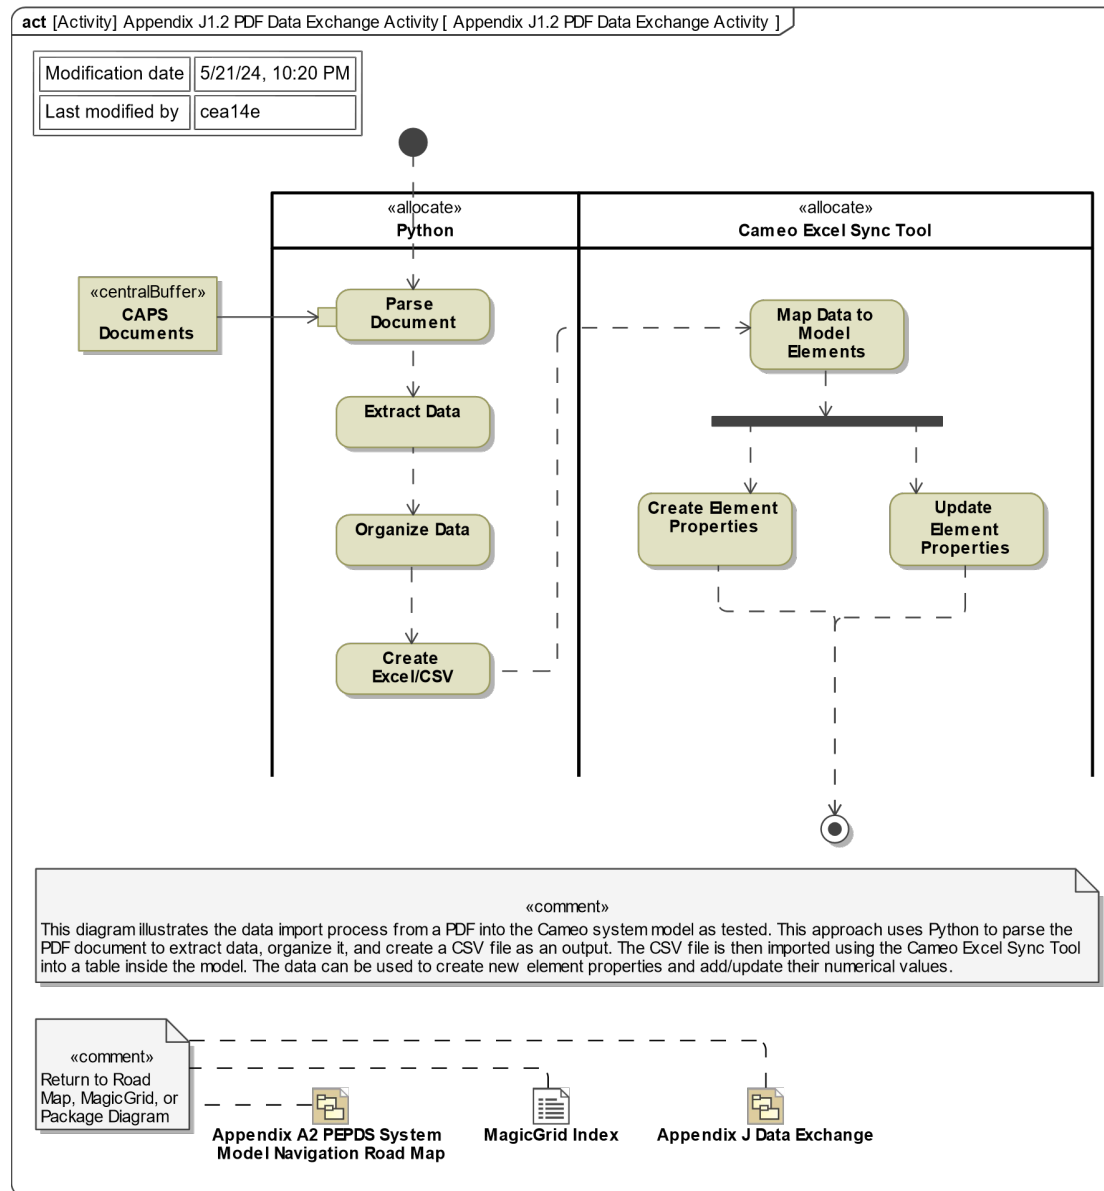 act [Activity] Appendix J1.2 PDF Data Exchange Activity [ Appendix J1.2 PDF Data Exchange Activity ]
Modification date 5/21/24, 10:20 PM
Last modified by cea14e
«allocate»
Python
«allocate»
Cameo Excel Sync Tool
«centralBuffer»
CAPS
Documents
Parse
Document
Extract Data
Organize Data
Create
Excel/CSV
Map Data to
Model
Elements
Create Element
Properties
Update
Element
Properties
«comment»
This diagram illustrates the data import process from a PDF into the Cameo system model as tested. This approach uses Python to parse the
PDF document to extract data, organize it, and create a CSV file as an output. The CSV file is then imported using the Cameo Excel Sync Tool
into a table inside the model. The data can be used to create new element properties and add/update their numerical values.
«comment»
Return to Road
Map, MagicGrid, or
Package Diagram
Appendix A2 PEPDS System
Model Navigation Road Map
MagicGrid Index
Appendix J Data Exchange